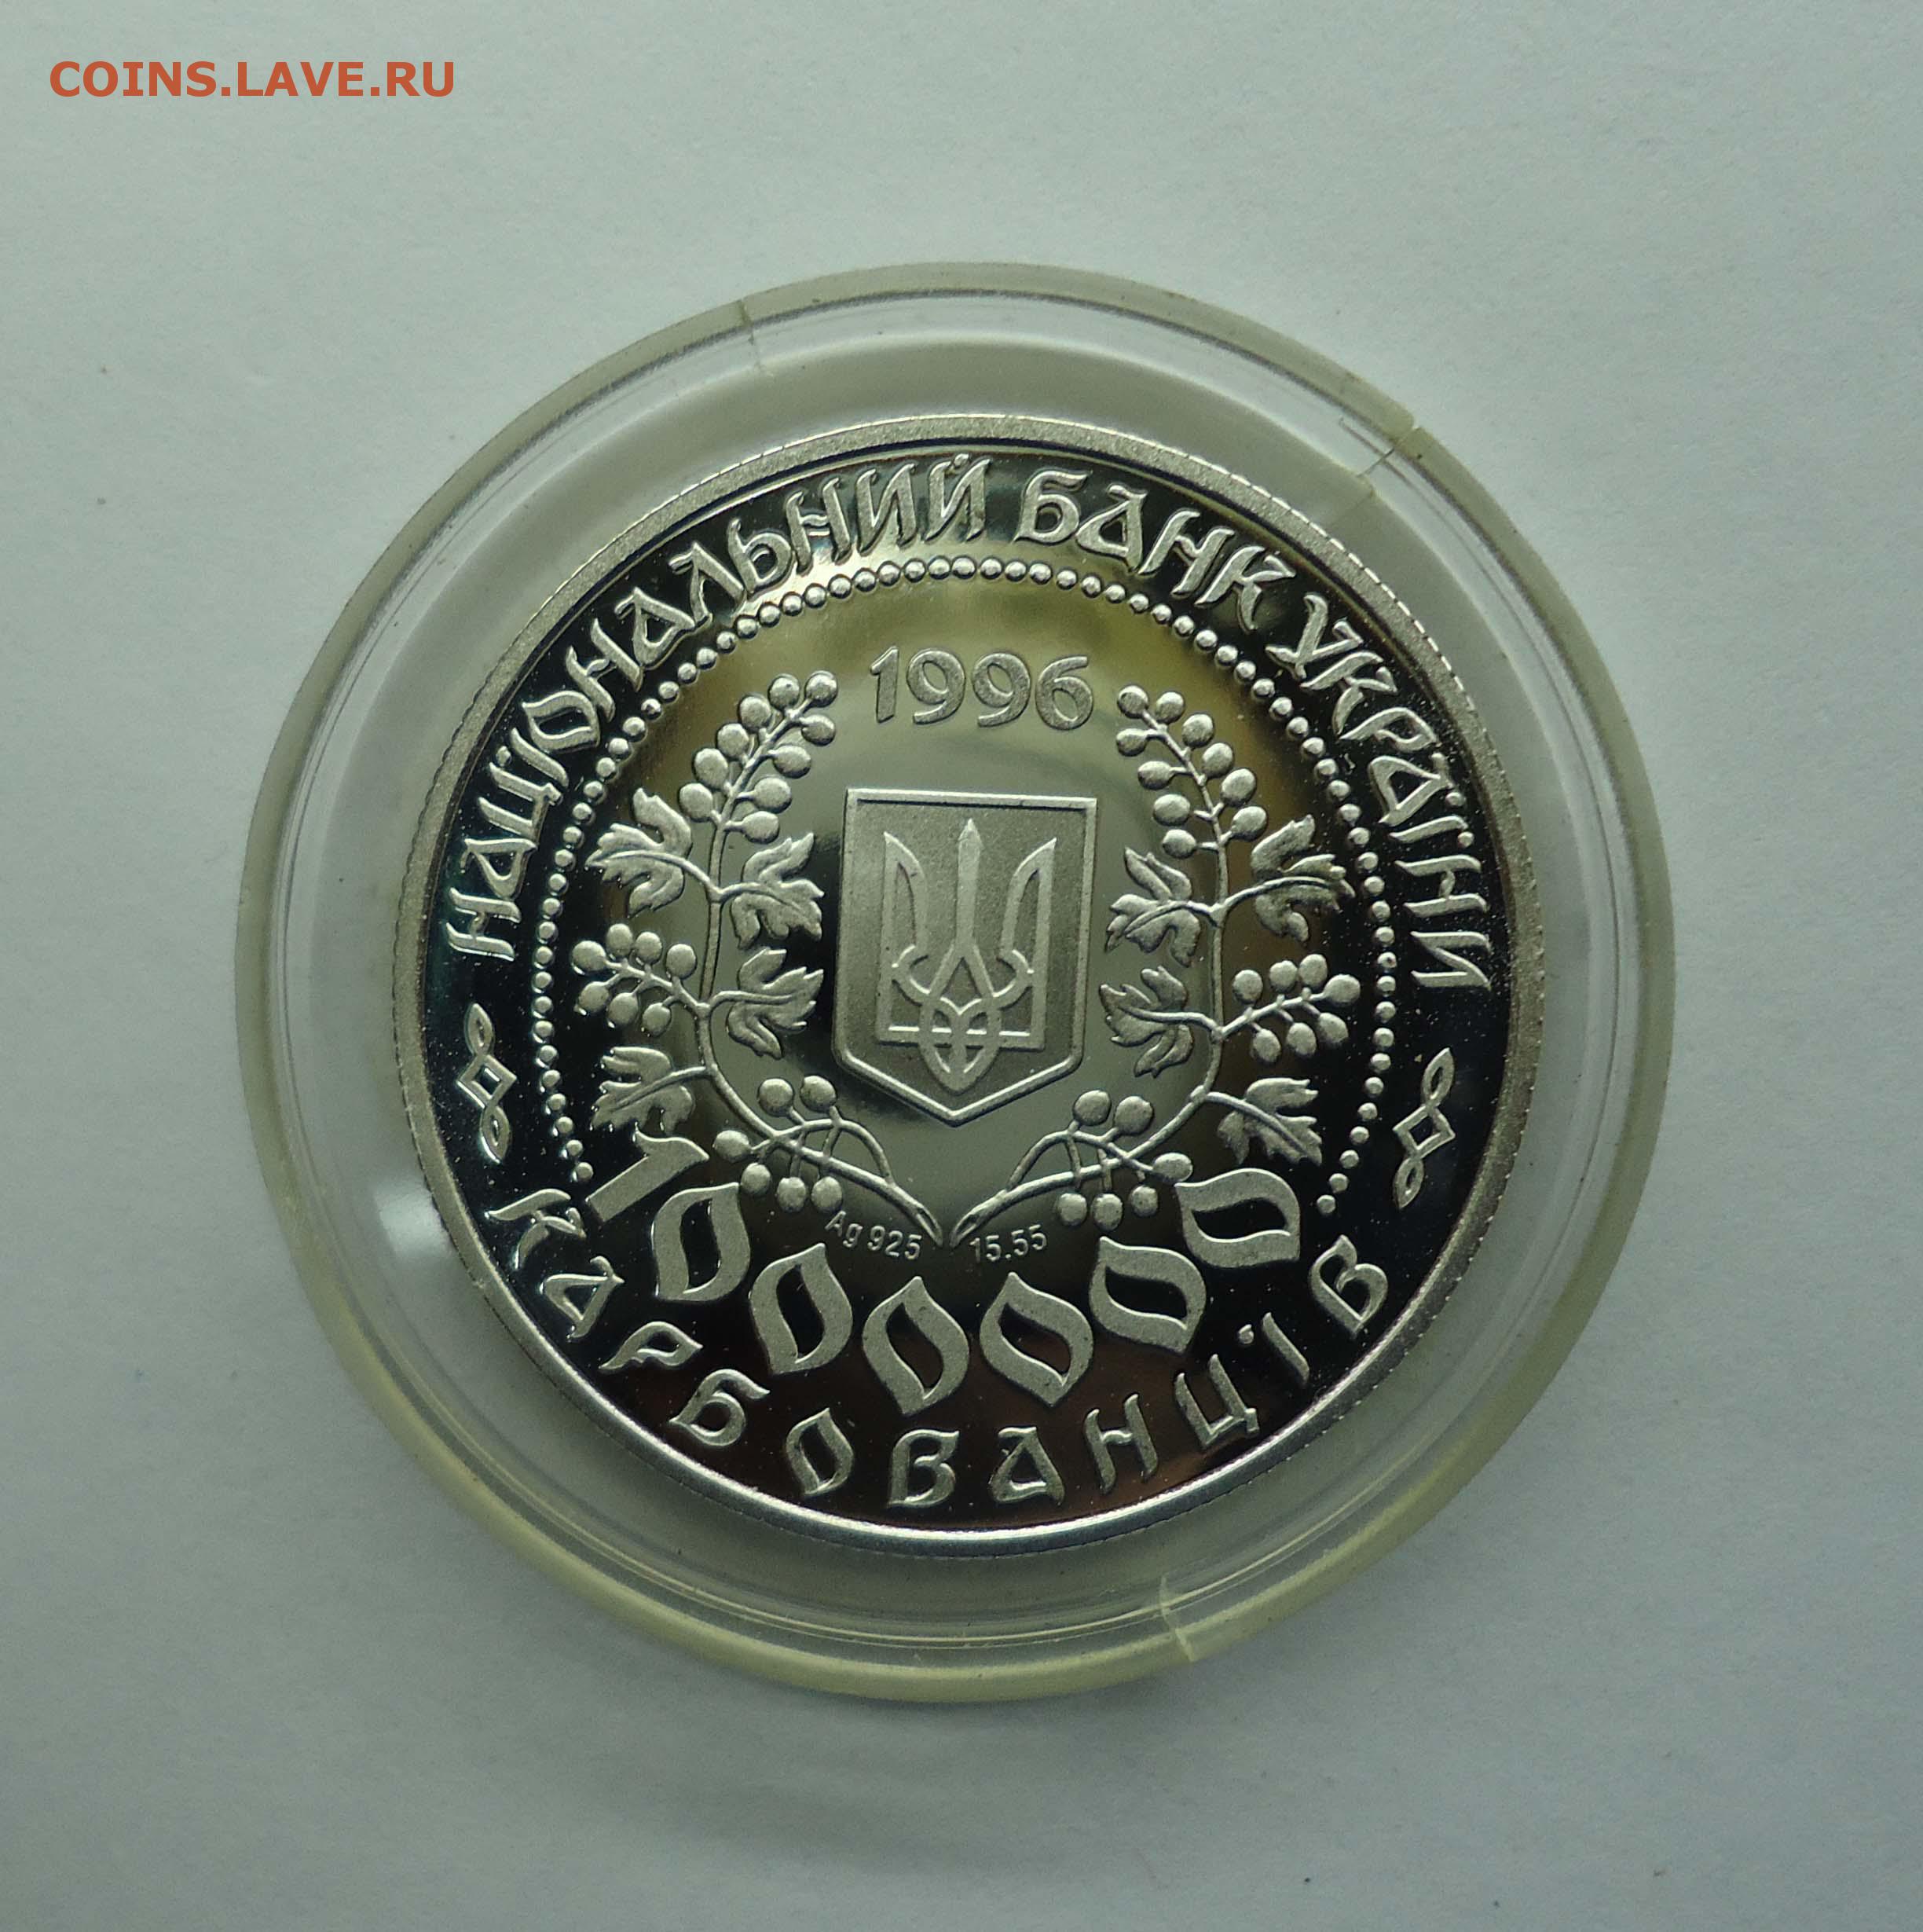 COINS.LAVE.RU
НАЦІОНАЛЬНИЙ БАНК УКРАЇНИ
1996
Ag 925 15.55
1000000
КАРБОВАНЦІВ